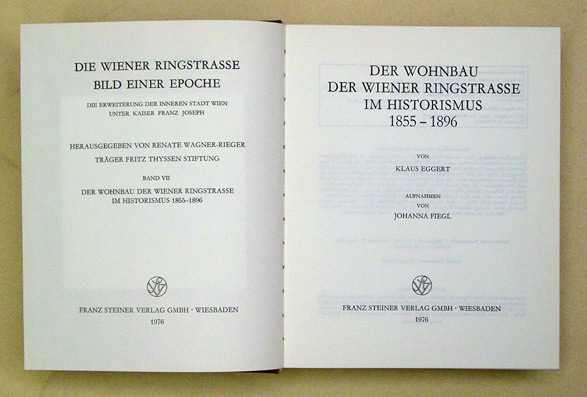 DIE WIENER RINGSTRASSE
BILD EINER EPOCHE
DIE ERWEITERUNG DER INNEREN STADT WIEN
UNTER KAISER FRANZ JOSEPH
HERAUSGEGEBEN VON RENATE WAGNER-RIEGER
TRÄGER FRITZ THYSSEN STIFTUNG
BAND VII
DER WOHNBAU DER WIENER RINGSTRASSE
IM HISTORISMUS 1855–1896
FRANZ STEINER VERLAG GMBH · WIESBADEN
1976
DER WOHNBAU
DER WIENER RINGSTRASSE
IM HISTORISMUS
1855 – 1896
VON
KLAUS EGGERT
AUFNAHMEN
VON
JOHANNA FIEGL
FRANZ STEINER VERLAG GMBH · WIESBADEN
1976